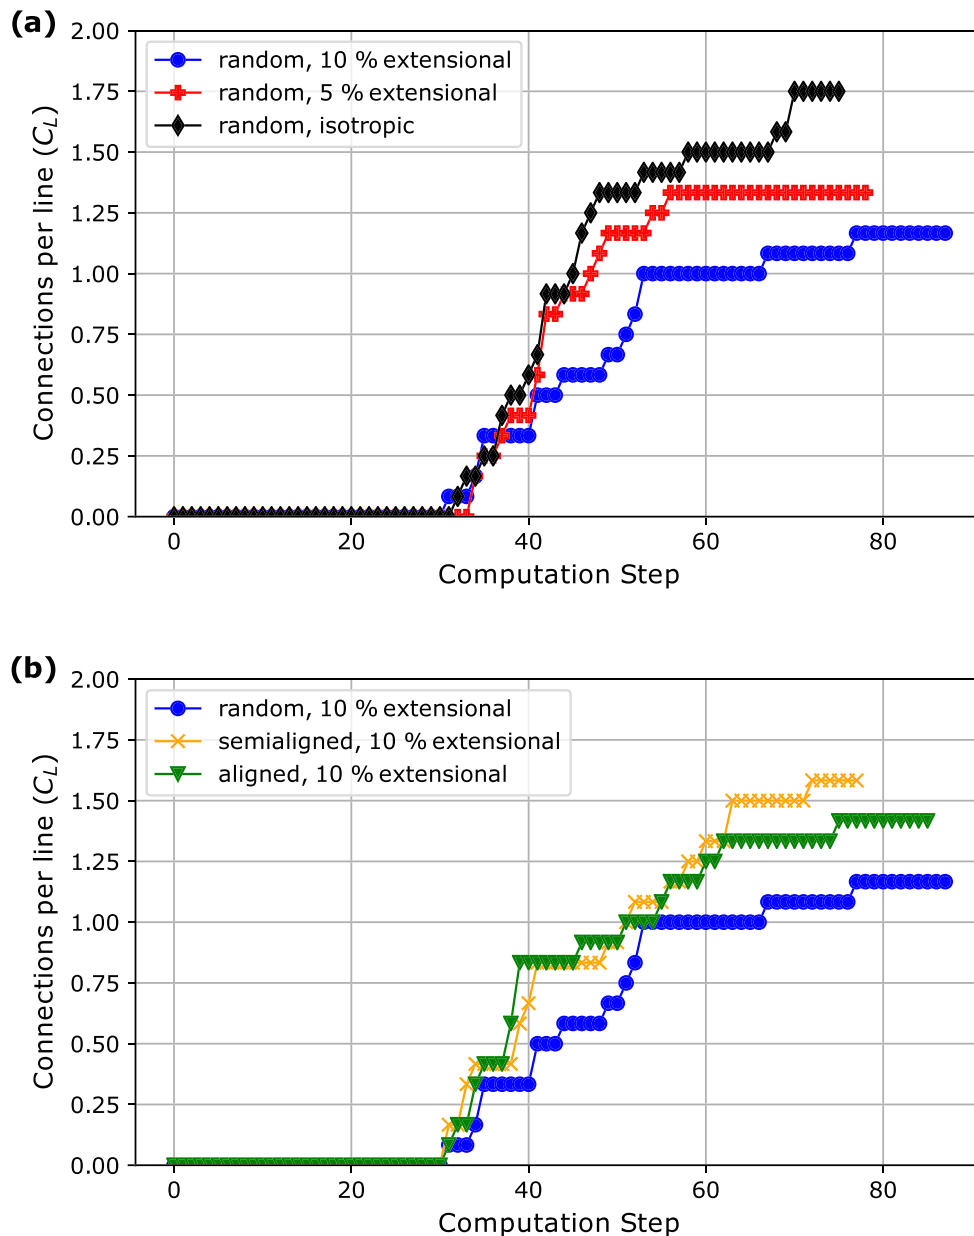 (a)
2.00
1.75
1.50
1.25
1.00
0.75
0.50
0.25
0.00
Connections per line (C_L)
random, 10 % extensional
random, 5 % extensional
random, isotropic
0 20 40 60 80
Computation Step
(b)
2.00
1.75
1.50
1.25
1.00
0.75
0.50
0.25
0.00
Connections per line (C_L)
random, 10 % extensional
semialigned, 10 % extensional
aligned, 10 % extensional
0 20 40 60 80
Computation Step